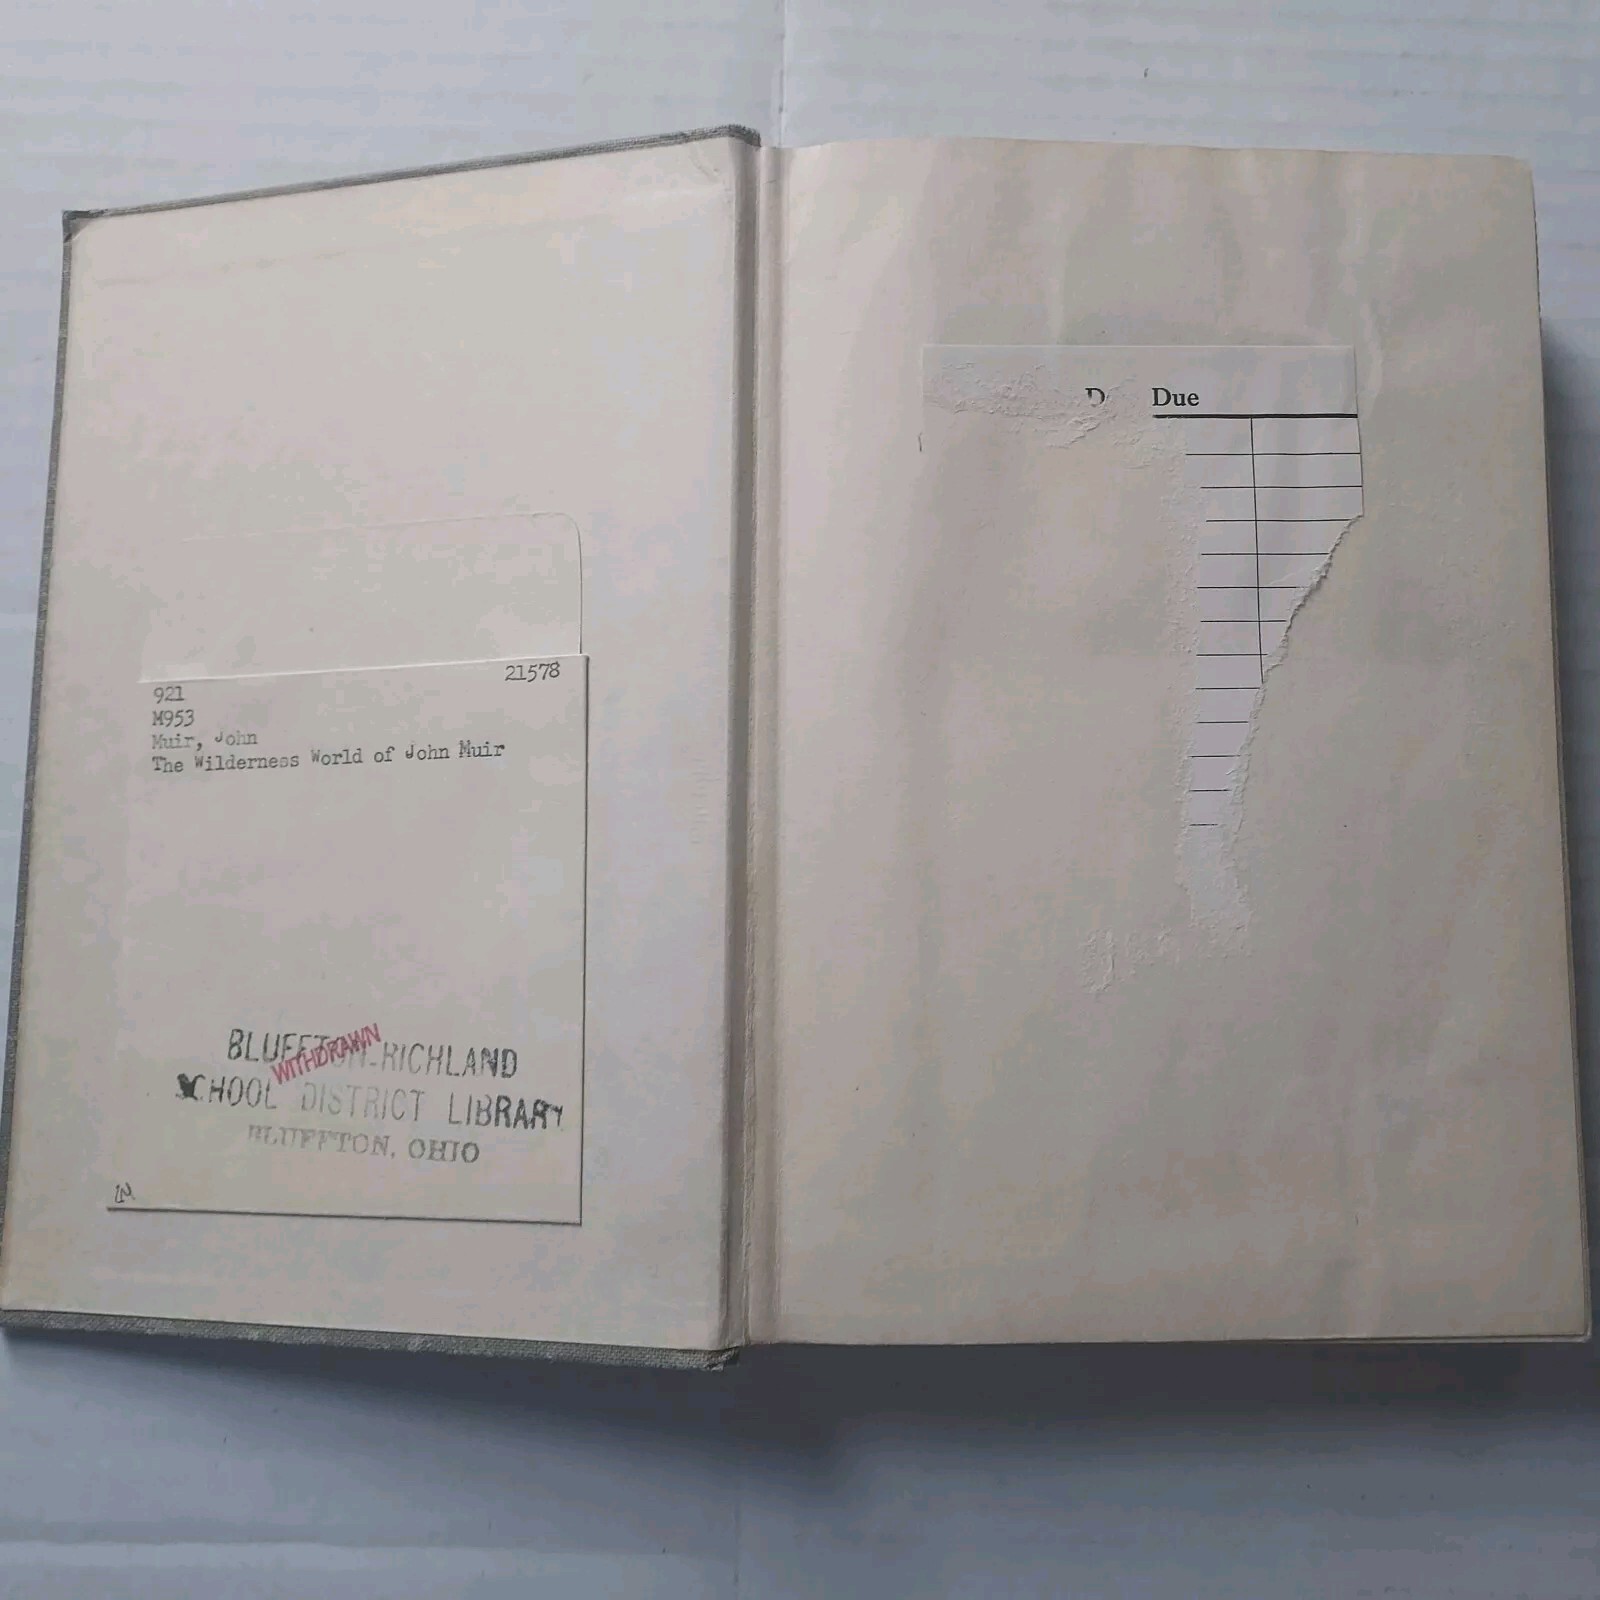 21578
921
M953
Muir, John
The Wilderness World of John Muir
BLUFFTON-RICHLAND
WITHDRAWN
SCHOOL DISTRICT LIBRARY
BLUFFTON, OHIO
Due